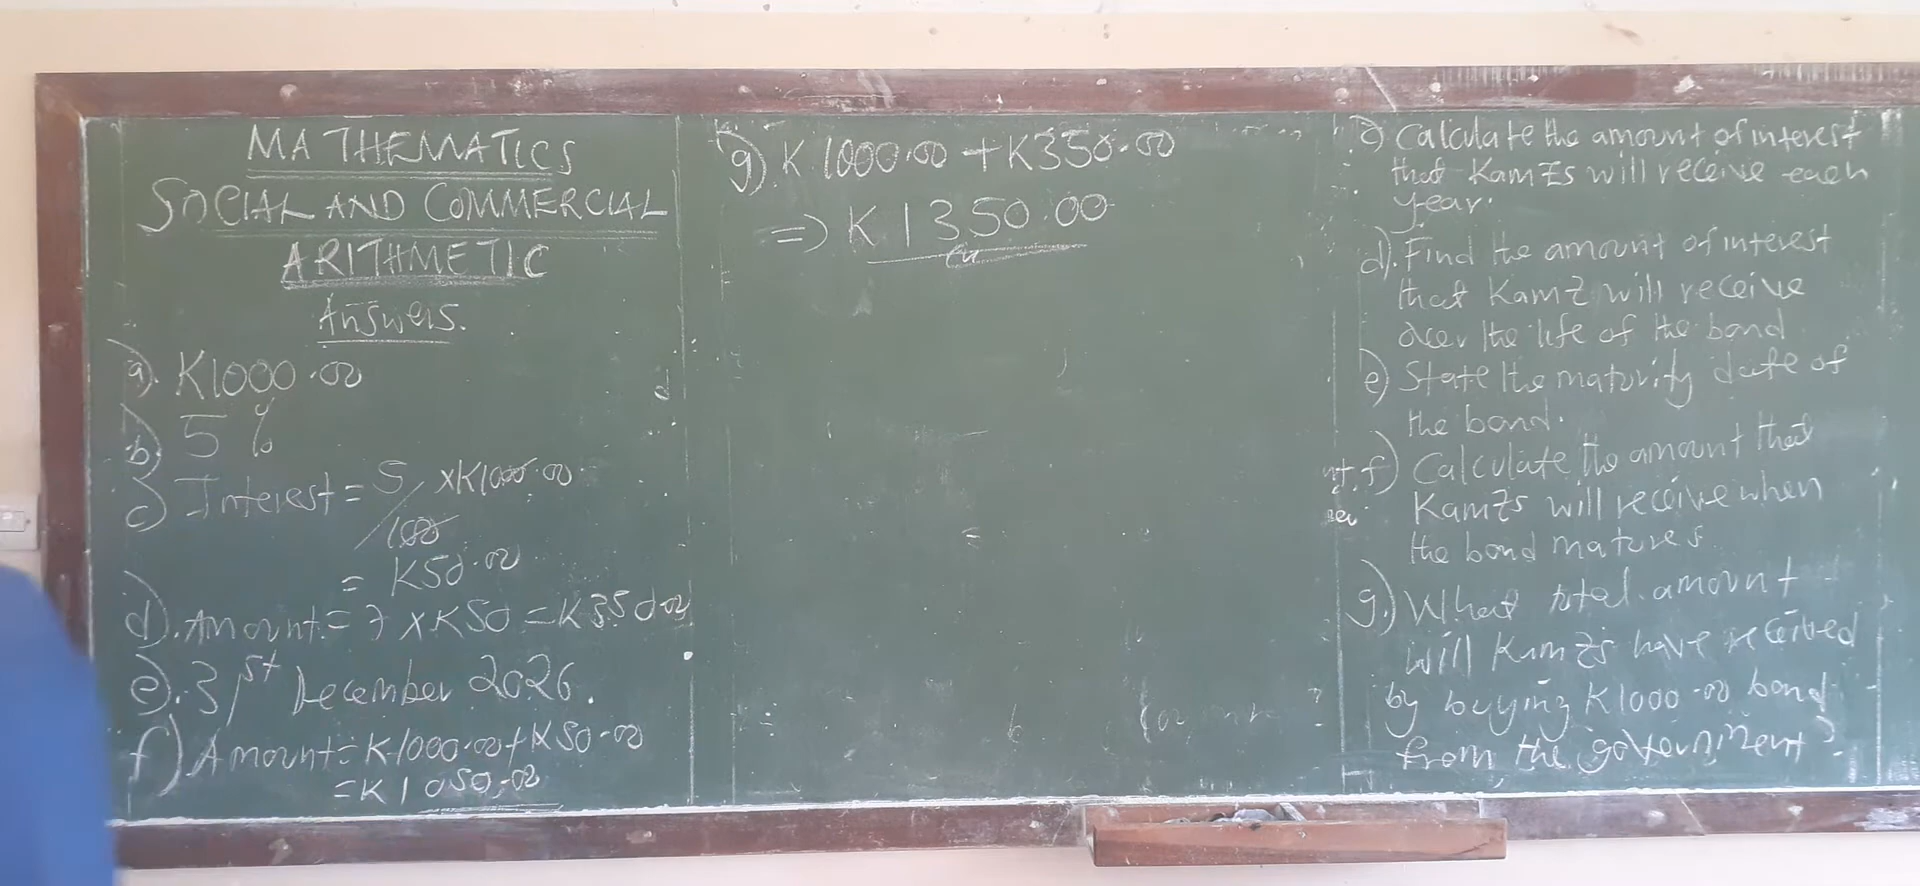 MATHEMATICS
SOCIAL AND COMMERCIAL
ARITHMETIC
Answers.
a). K1000.00
b) 5%
c) Interest = 5/100 × K1000.00
= K50.00
d). Amount = 7 × K50 = K350.00
e). 31st December 2026.
f) Amount = K1000.00 + K50.00
= K1050.00
g). K1000.00 + K350.00
=> K1350.00
c) Calculate the amount of interest
that Kamzs will receive each
year.
d). Find the amount of interest
that Kamz will receive
over the life of the bond
e) State the maturity date of
the bond.
f) Calculate the amount that
Kamzs will receive when
the bond matures
g.) What total amount
will Kamzs have received
by buying K1000.00 bond
from the government?